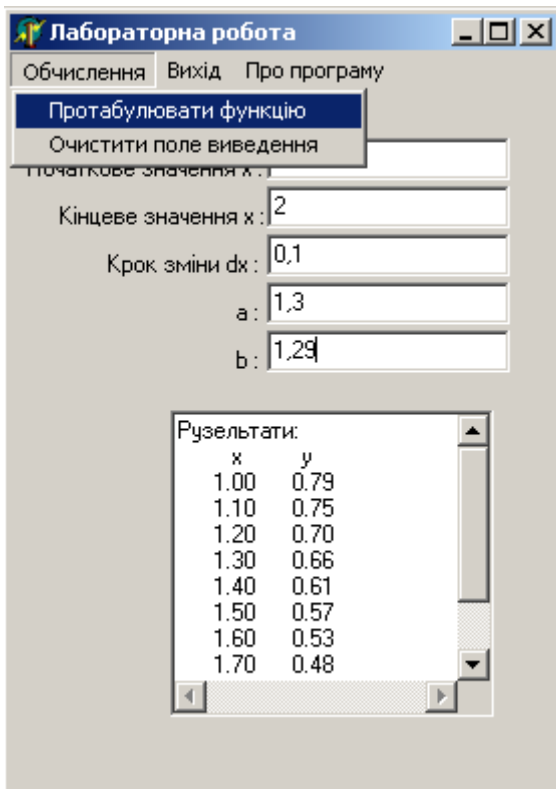 Лабораторна робота
Обчислення Вихід Про програму
Протабулювати функцію
Очистити поле виведення
Початкове значення x :
Кінцеве значення x : 2
Крок зміни dx : 0,1
a : 1,3
b : 1,29
Рузельтати:
x y
1.00 0.79
1.10 0.75
1.20 0.70
1.30 0.66
1.40 0.61
1.50 0.57
1.60 0.53
1.70 0.48